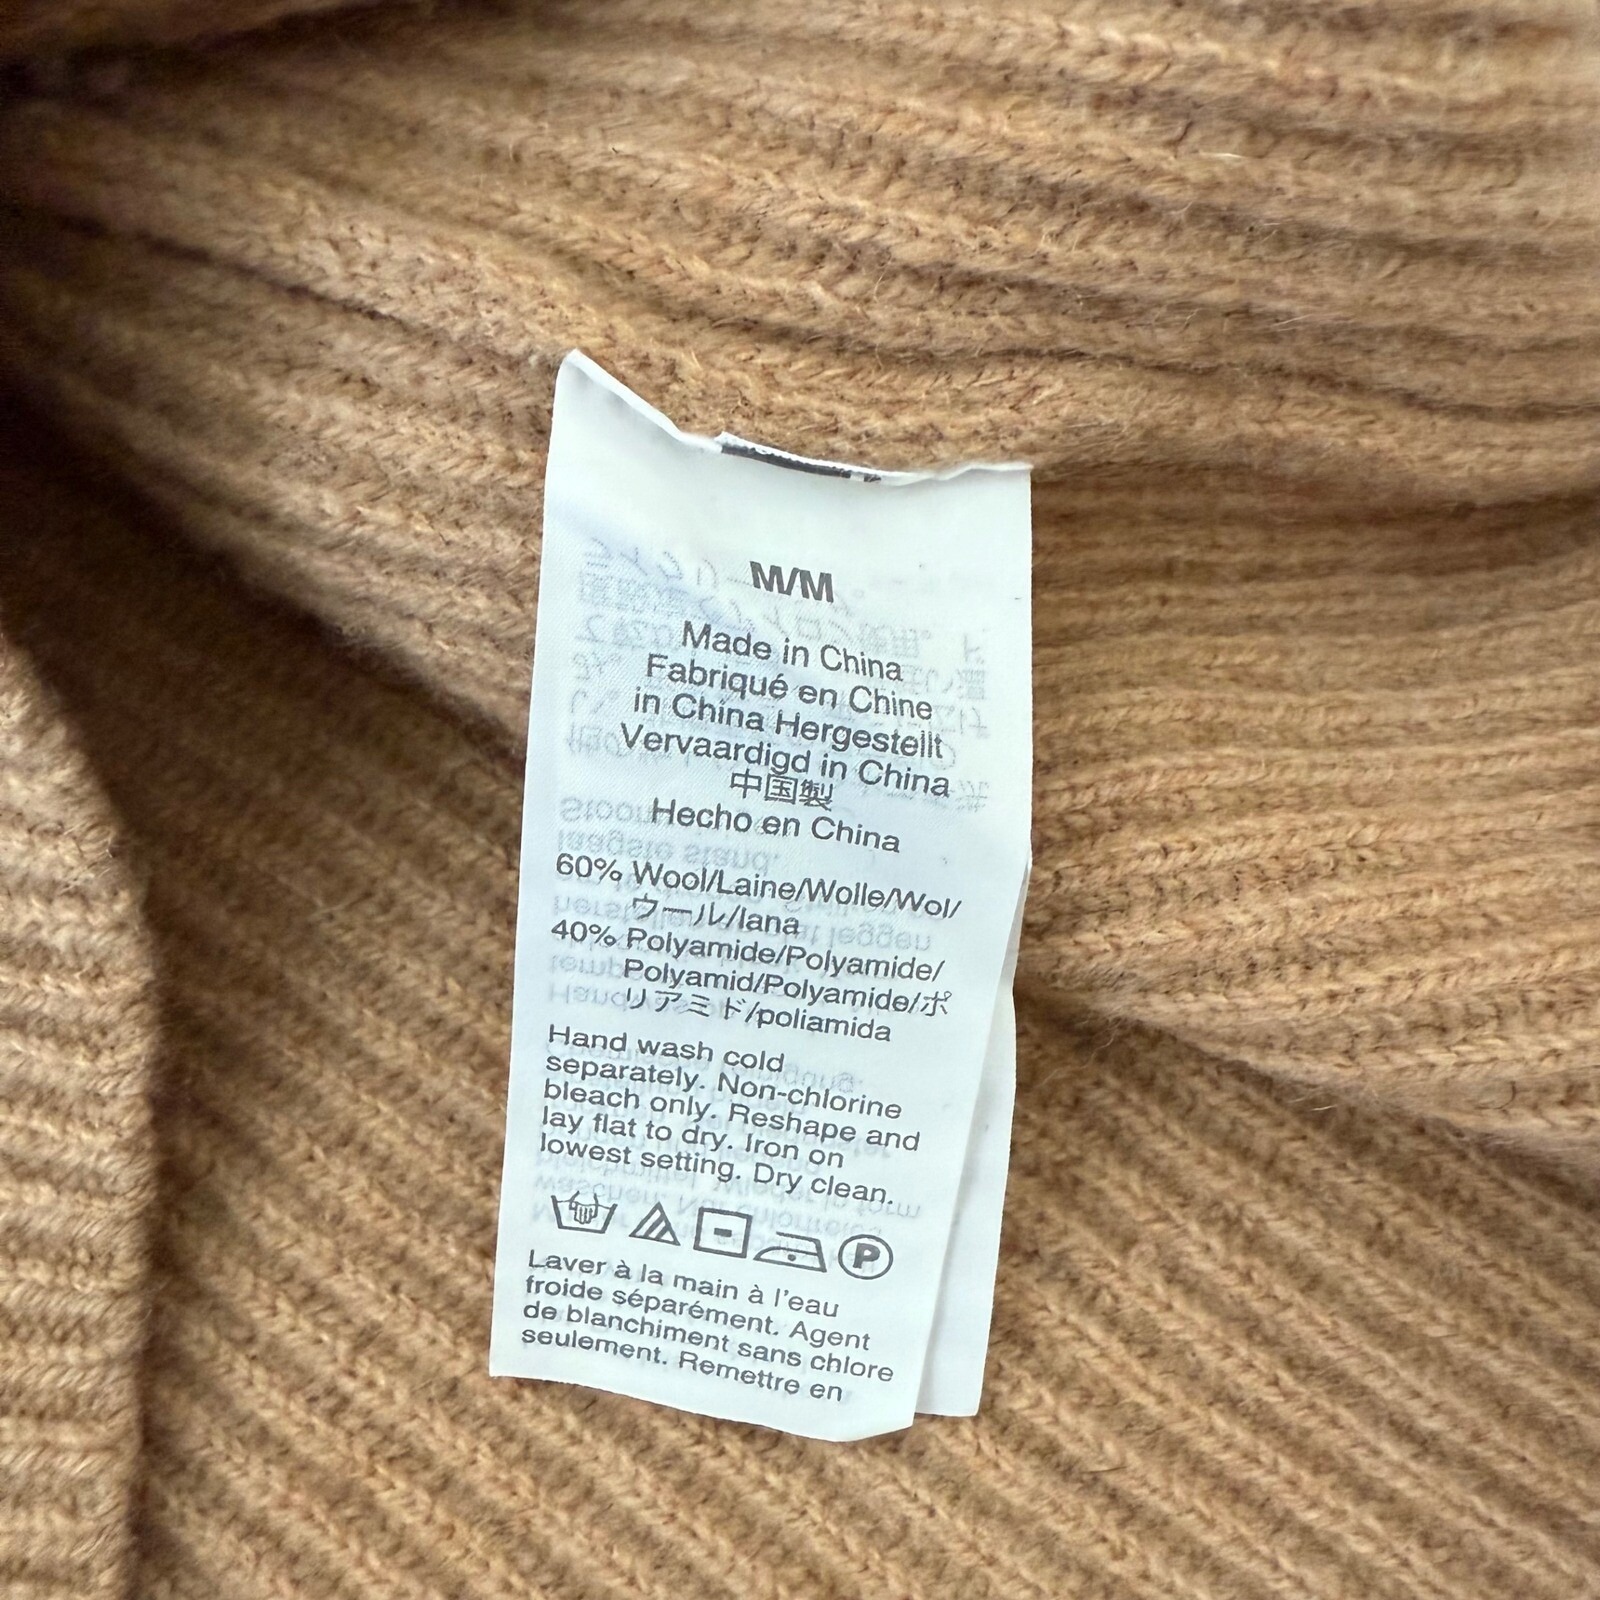 M/M
Made in China
Fabriqué en Chine
in China Hergestellt
Vervaardigd in China
中国製
Hecho en China
60% Wool/Laine/Wolle/Wol/
ウール/lana
40% Polyamide/Polyamide/
Polyamid/Polyamide/ポ
リアミド/poliamida
Hand wash cold
separately. Non-chlorine
bleach only. Reshape and
lay flat to dry. Iron on
lowest setting. Dry clean.
P
Laver à la main à l'eau
froide séparément. Agent
de blanchiment sans chlore
seulement. Remettre en